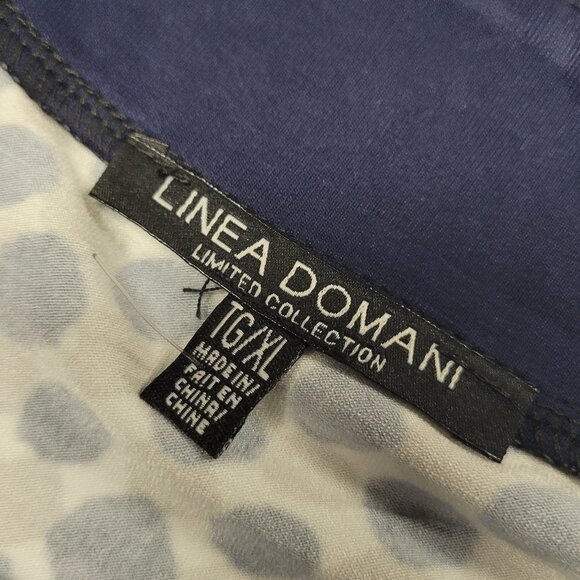 LINEA DOMANI
LIMITED COLLECTION
TG/XL
MADE IN/
FAIT EN
CHINA/
CHINE